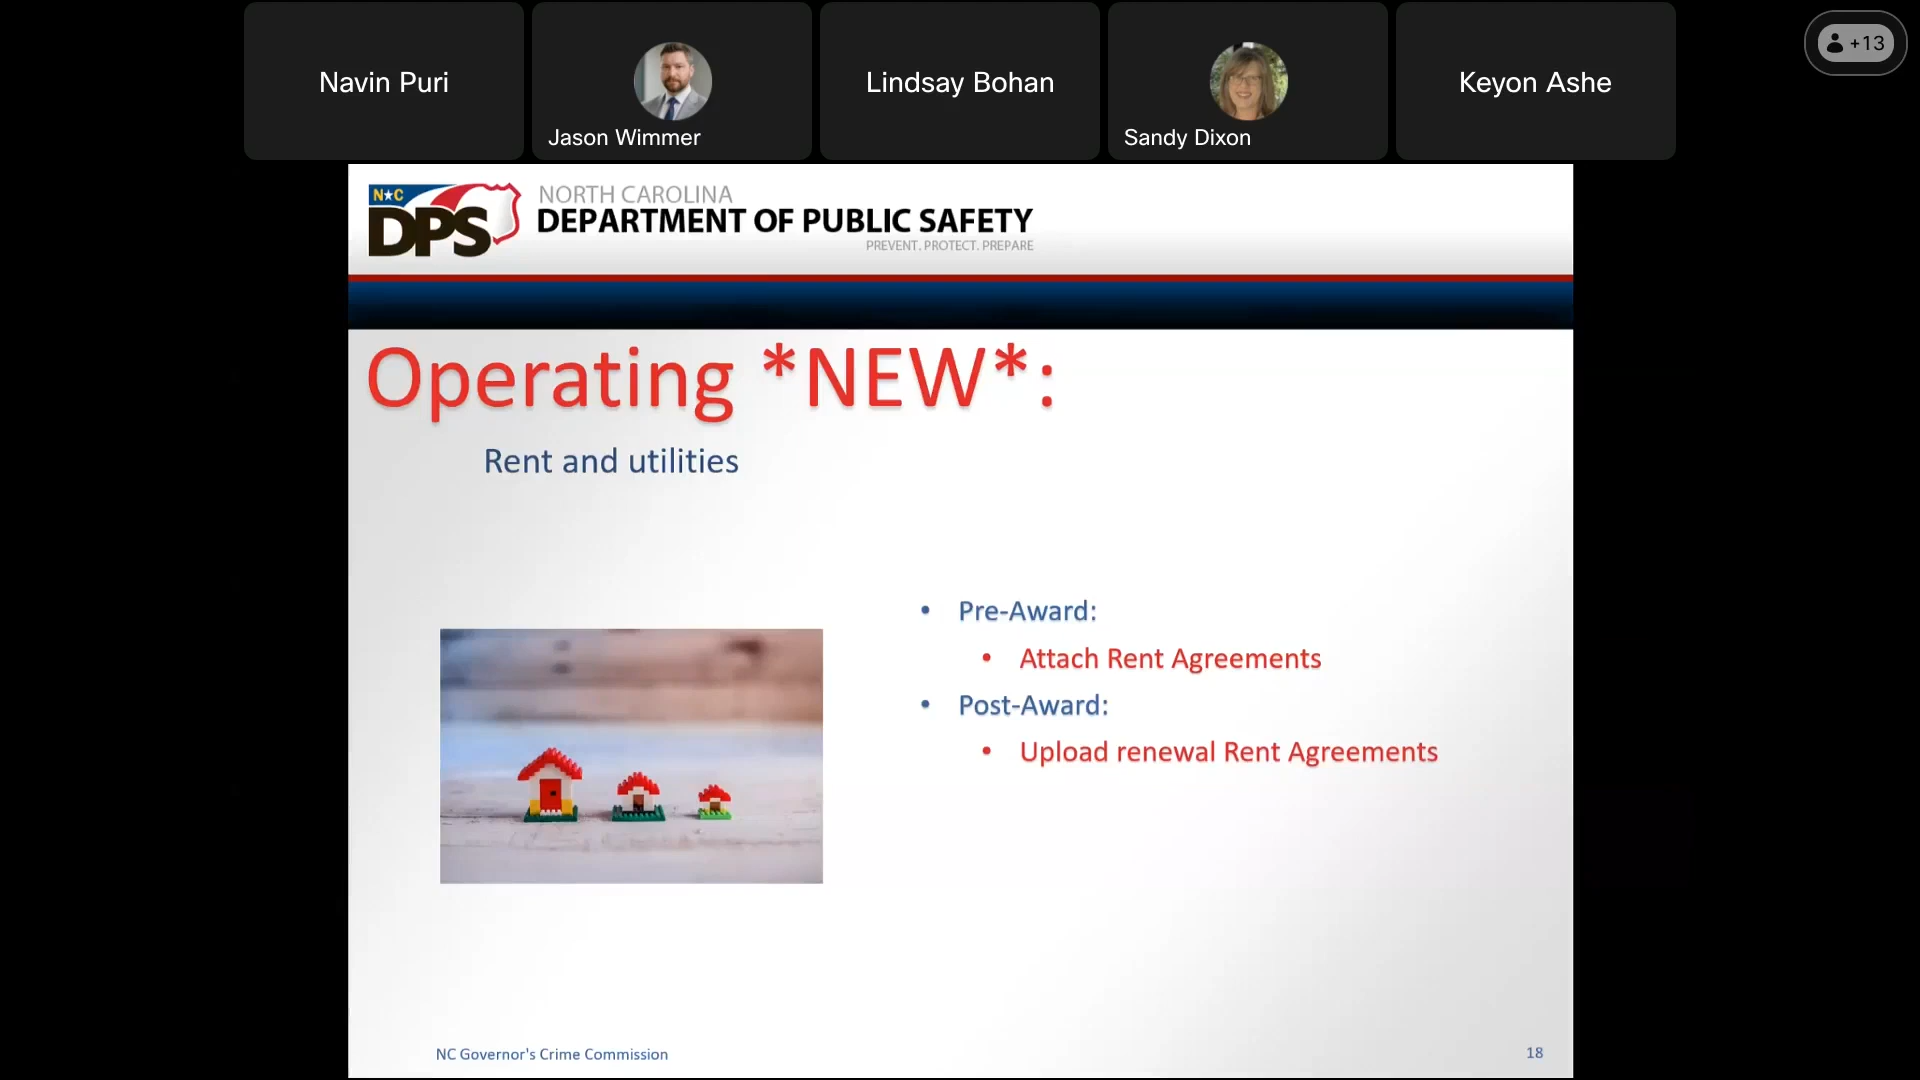 Navin Puri
Jason Wimmer
Lindsay Bohan
Sandy Dixon
Keyon Ashe
+13
N★C
DPS
NORTH CAROLINA
DEPARTMENT OF PUBLIC SAFETY
PREVENT. PROTECT. PREPARE
Operating *NEW*:
Rent and utilities
• Pre-Award:
• Attach Rent Agreements
• Post-Award:
• Upload renewal Rent Agreements
NC Governor's Crime Commission
18